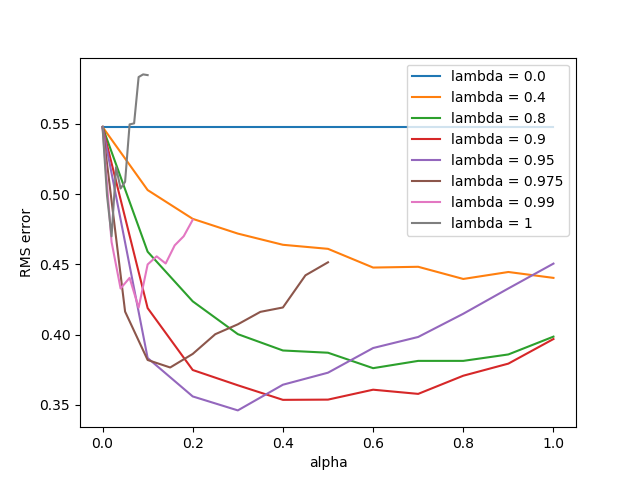 lambda = 0.0
lambda = 0.4
lambda = 0.8
lambda = 0.9
lambda = 0.95
lambda = 0.975
lambda = 0.99
lambda = 1
0.55
0.50
0.45
0.40
0.35
RMS error
0.0 0.2 0.4 0.6 0.8 1.0
alpha